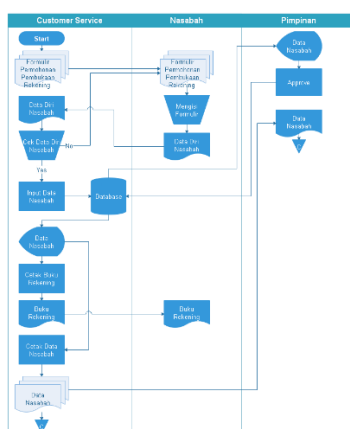 Customer Service
Nasabah
Pimpinan
Start
Formulir
Permohonan
Pembukaan
Rekening
Formulir
Permohonan
Pembukaan
Rekening
Data
Nasabah
Approve
Data Diri
Nasabah
Mengisi
Formulir
Data
Nasabah
Cek Data Diri
Nasabah
No
Data Diri
Nasabah
Yes
Input Data
Nasabah
Database
Data
Nasabah
Cetak Buku
Rekening
Buku
Rekening
Buku
Rekening
Cetak Data
Nasabah
Data
Nasabah